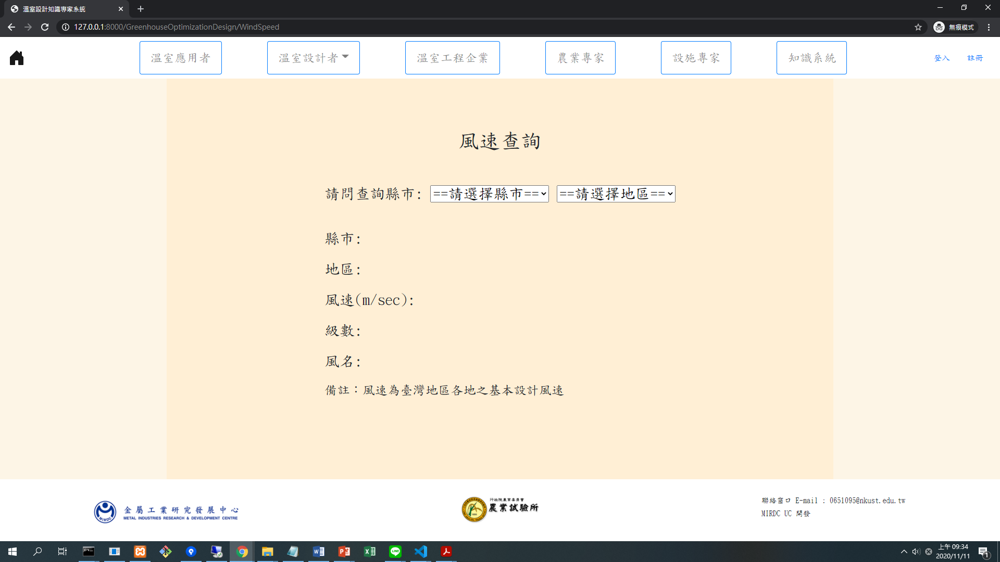 溫室設計知識專家系統
127.0.0.1:8000/GreenhouseOptimizationDesign/WindSpeed
無痕模式
溫室應用者 溫室設計者 溫室工程企業 農業專家 設施專家 知識系統 登入 註冊
風速查詢
請問查詢縣市: ==請選擇縣市== ==請選擇地區==
縣市:
地區:
風速(m/sec):
級數:
風名:
備註：風速為臺灣地區各地之基本設計風速
金屬工業研究發展中心
METAL INDUSTRIES RESEARCH & DEVELOPMENT CENTRE
MIRDC
行政院農業委員會
農業試驗所
聯絡窗口 E-mail : 0651095@nkust.edu.tw
MIRDC UC 開發
上午 09:34
2020/11/11
1